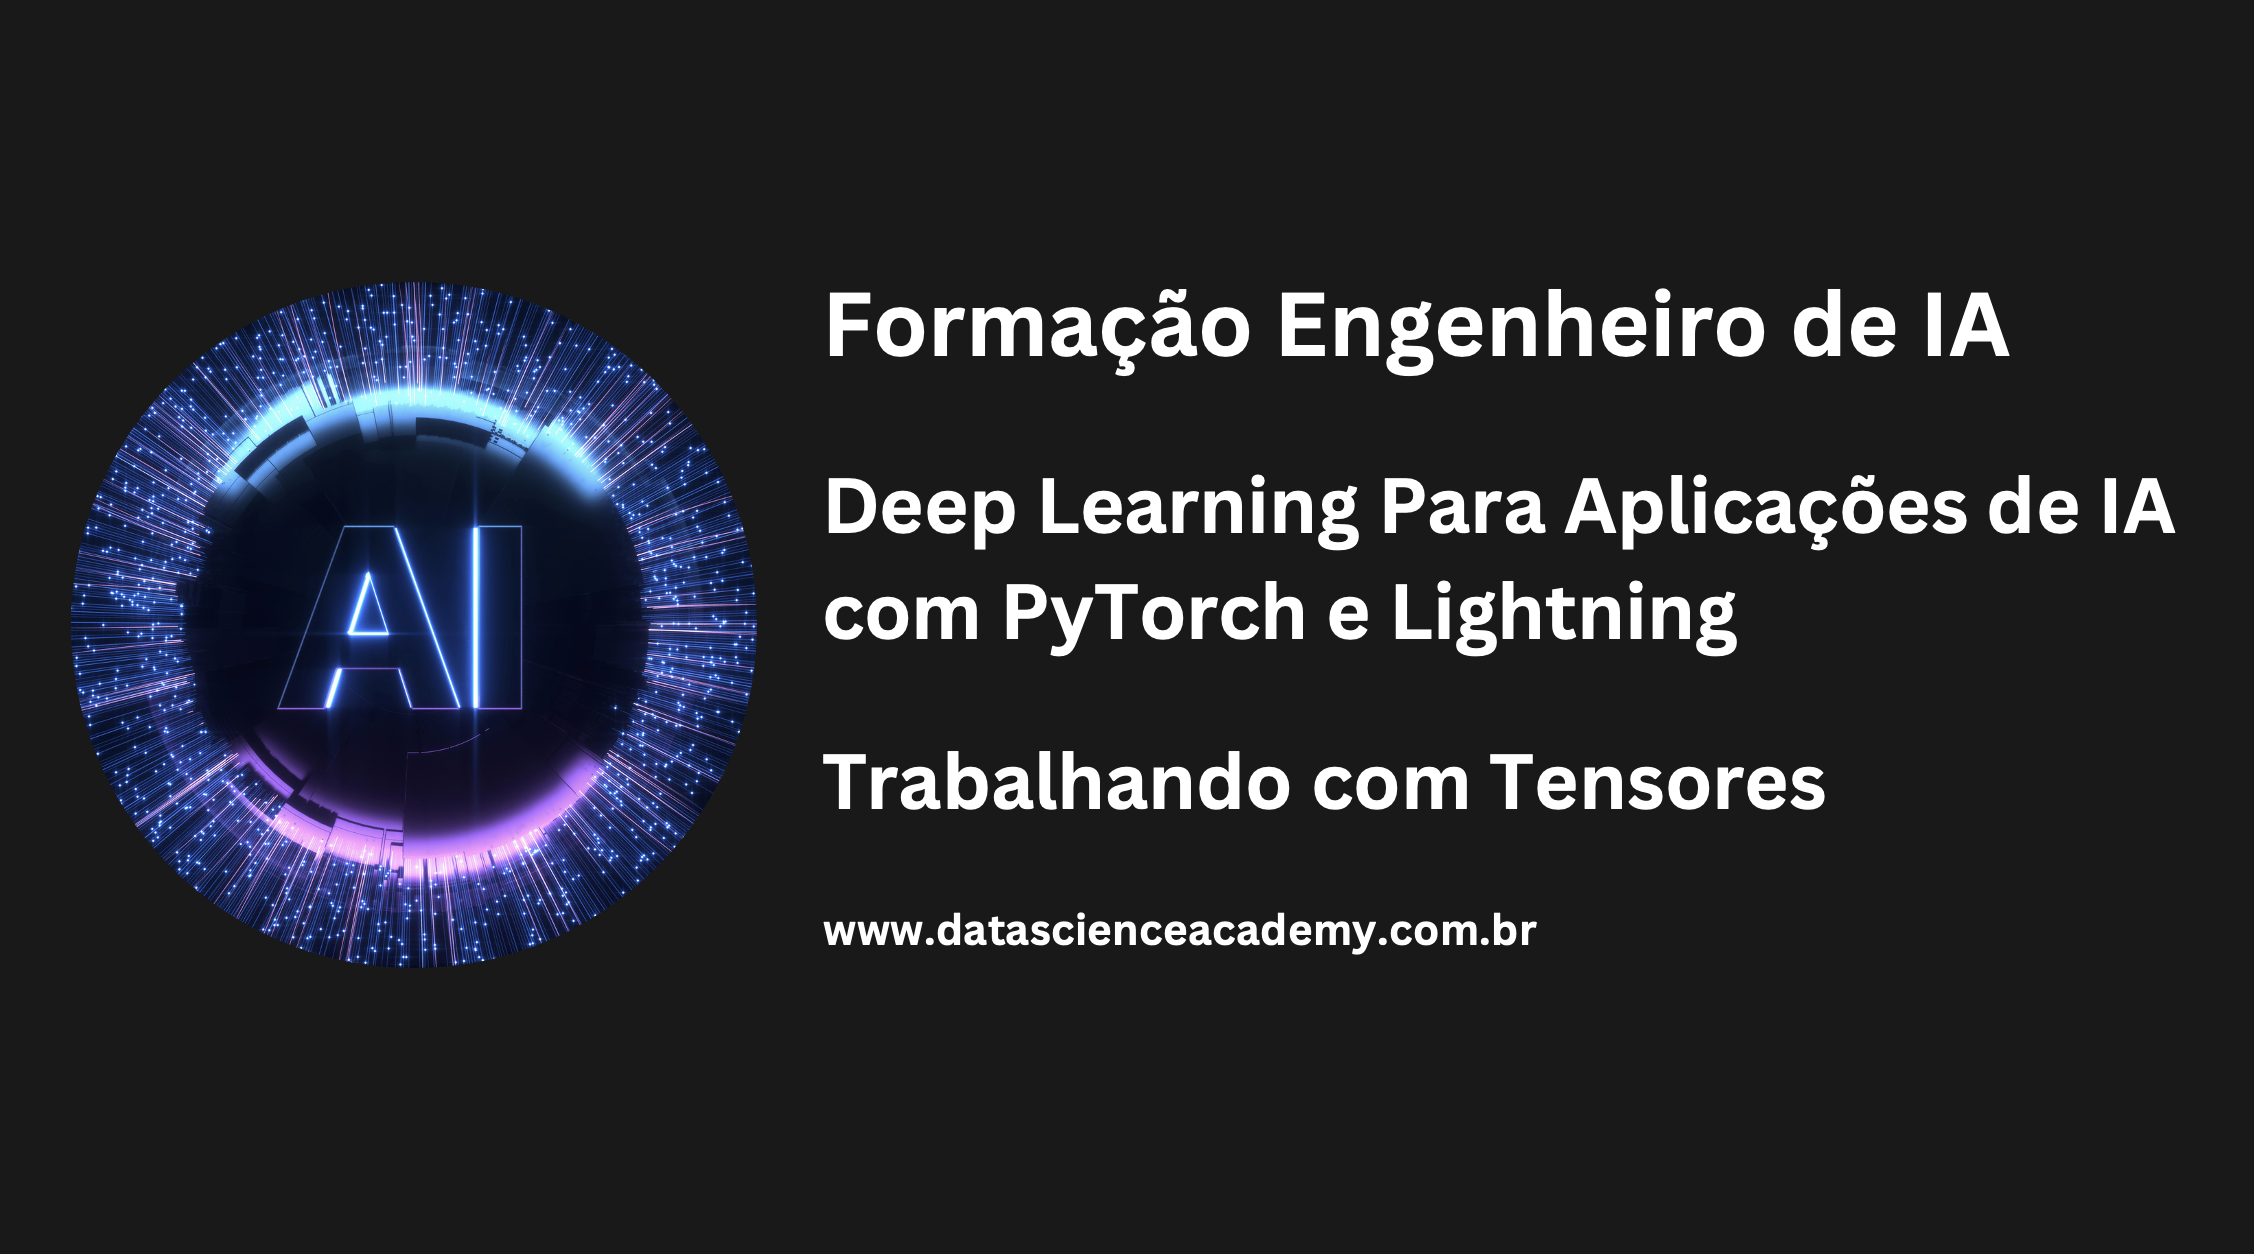 AI
Formação Engenheiro de IA
Deep Learning Para Aplicações de IA
com PyTorch e Lightning
Trabalhando com Tensores
www.datascienceacademy.com.br